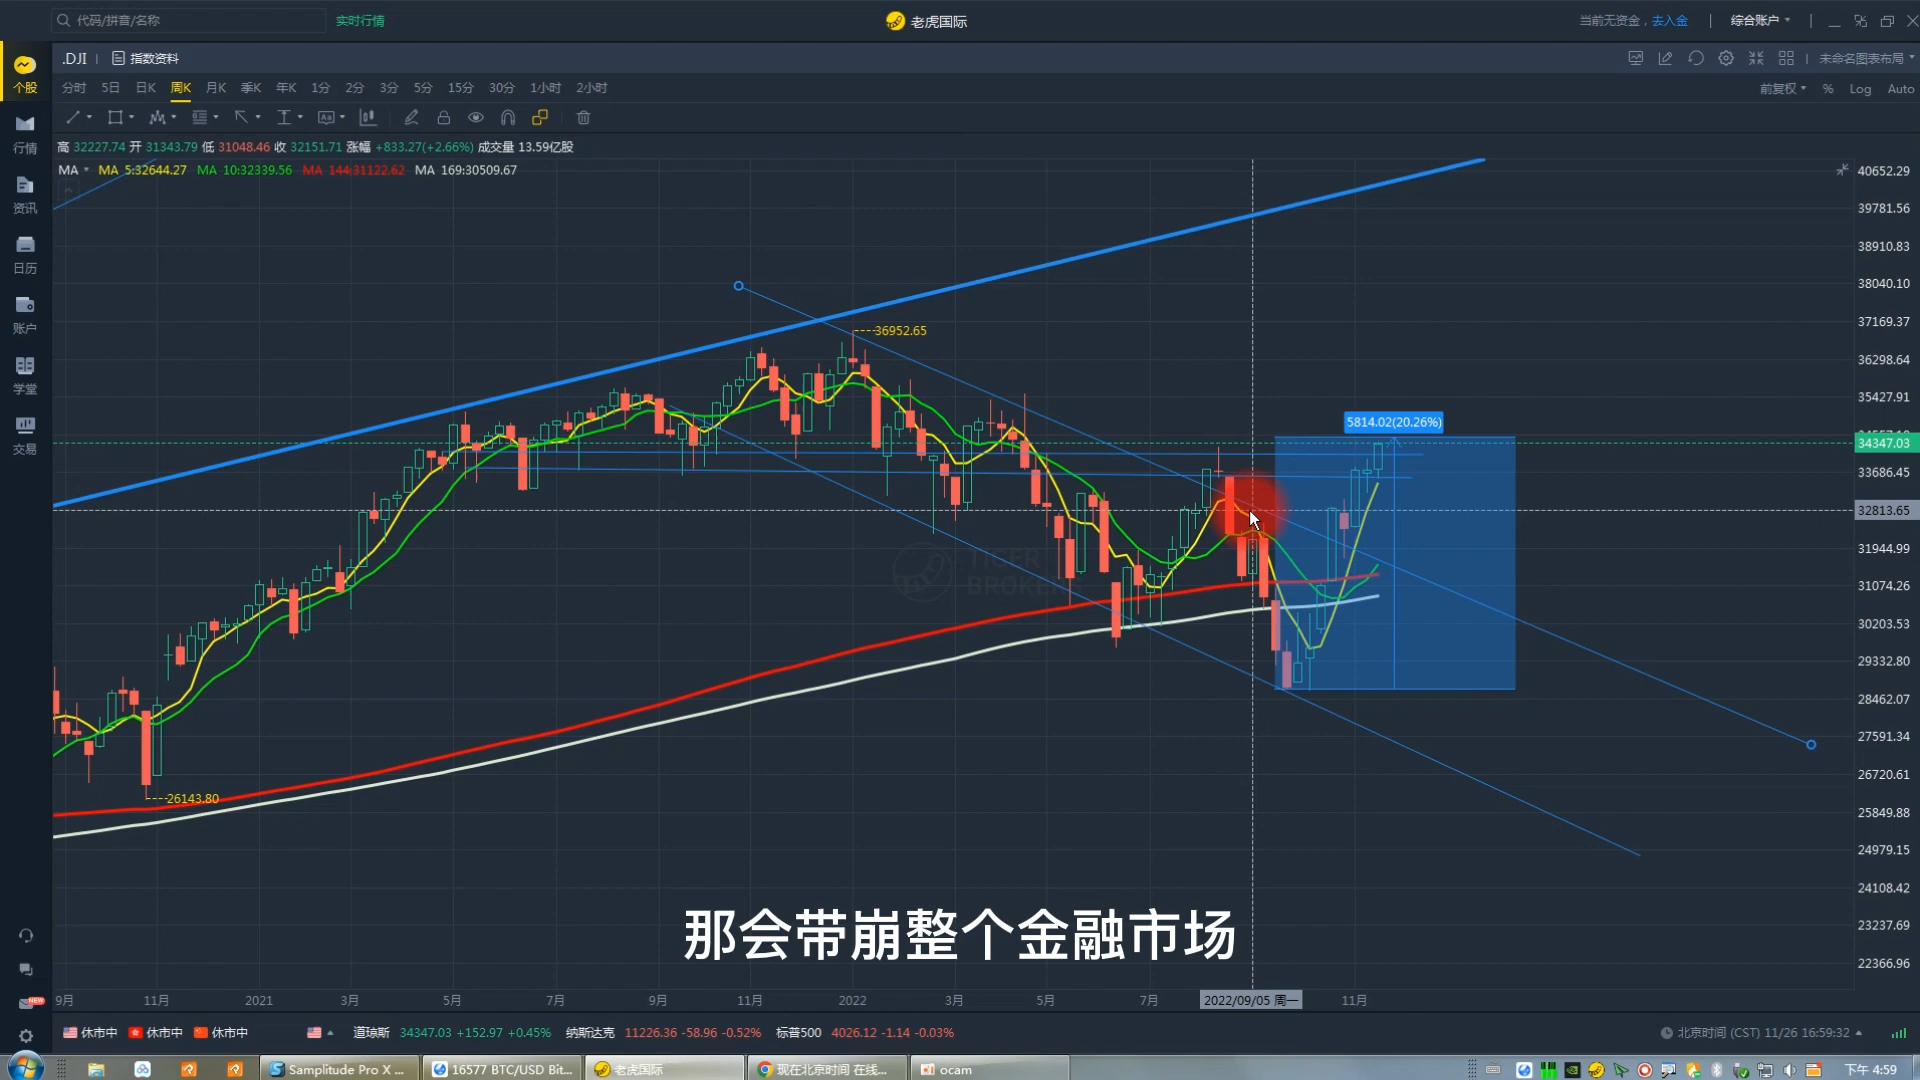 代码/拼音/名称 实时行情 老虎国际 当前无资金，去入金 综合账户
.DJI 指数资料 未命名图表布局
个股 分时 5日 日K 周K 月K 季K 年K 1分 2分 3分 5分 15分 30分 1小时 2小时 前复权 % Log Auto
行情 高 32227.74 开 31343.79 低 31048.46 收 32151.71 涨幅 +833.27(+2.66%) 成交量 13.59亿股
MA MA 5:32644.27 MA 10:32339.56 MA 144:31122.62 MA 169:30509.67
资讯
日历
账户
学堂
交易
40652.29
39781.56
38910.83
38040.10
37169.37
36298.64
35427.91
34347.03
33686.45
32813.65
31944.99
31074.26
30203.53
29332.80
28462.07
27591.34
26720.61
25849.88
24979.15
24108.42
23237.69
22366.96
36952.65
5814.02(20.26%)
TIGER
BROKERS
26143.80
那会带崩整个金融市场
NEW
9月 11月 2021 3月 5月 7月 9月 11月 2022 3月 5月 7月 2022/09/05 周一 11月
休市中 休市中 休市中 道琼斯 34347.03 +152.97 +0.45% 纳斯达克 11226.36 -58.96 -0.52% 标普500 4026.12 -1.14 -0.03% 北京时间 (CST) 11/26 16:59:32
Samplitude Pro X ... 16577 BTC/USD Bit... 老虎国际 现在北京时间 在线... ocam 下午 4:59